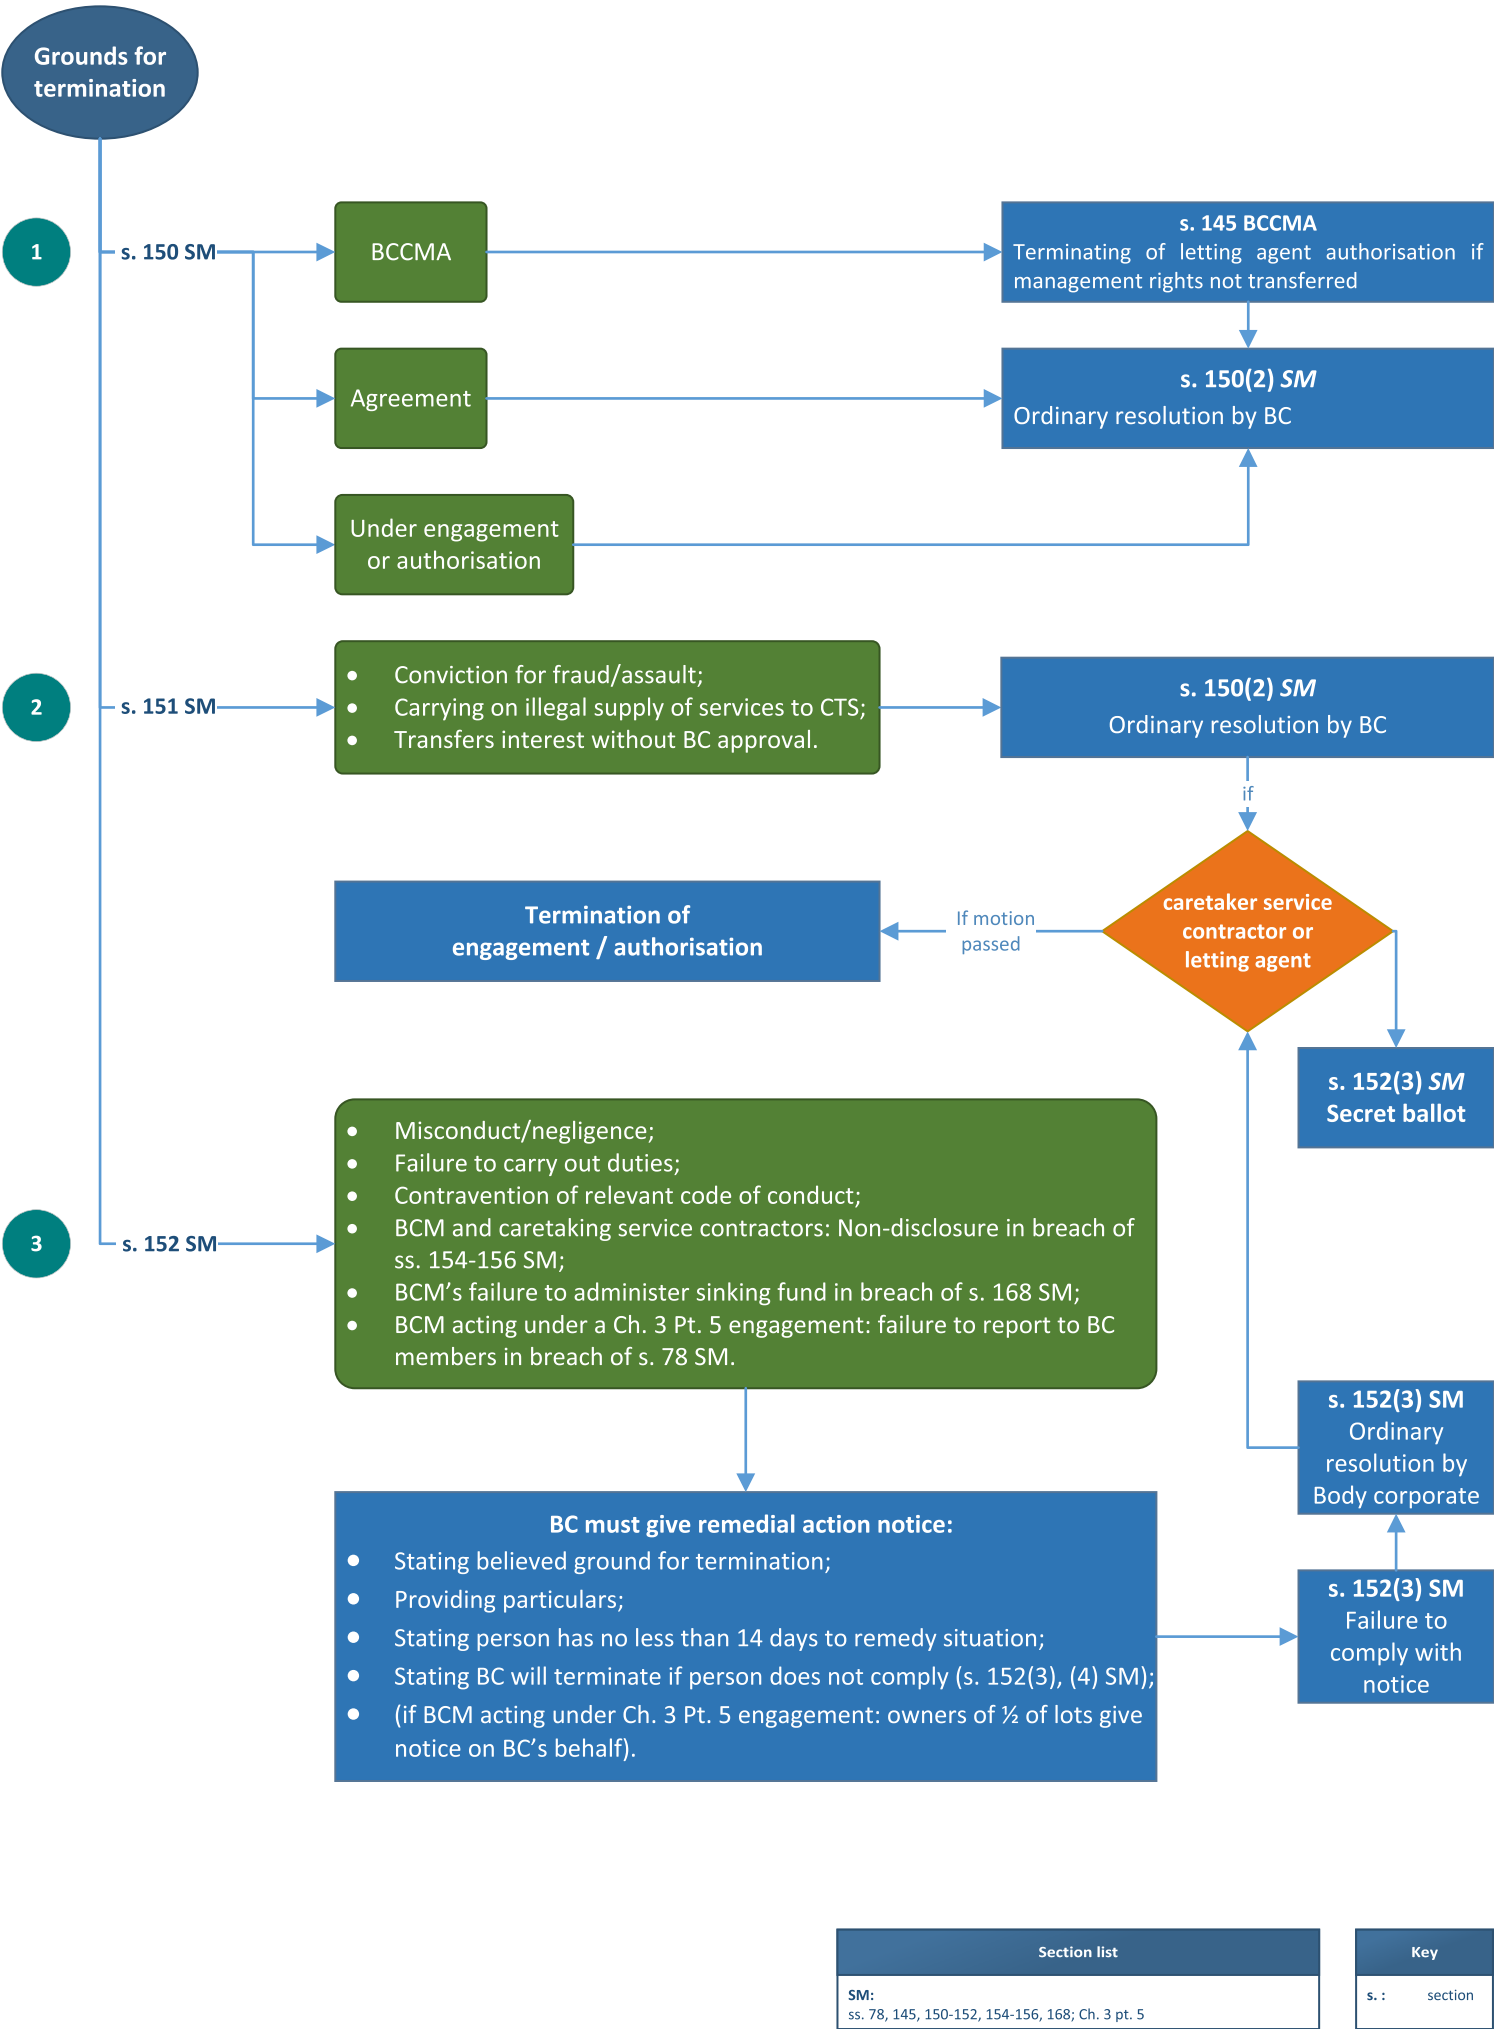 Grounds for
termination
1
s. 150 SM
BCCMA
s. 145 BCCMA
Terminating of letting agent authorisation if
management rights not transferred
Agreement
s. 150(2) SM
Ordinary resolution by BC
Under engagement
or authorisation
2
s. 151 SM
• Conviction for fraud/assault;
• Carrying on illegal supply of services to CTS;
• Transfers interest without BC approval.
s. 150(2) SM
Ordinary resolution by BC
if
caretaker service
contractor or
letting agent
If motion
passed
Termination of
engagement / authorisation
s. 152(3) SM
Secret ballot
3
s. 152 SM
• Misconduct/negligence;
• Failure to carry out duties;
• Contravention of relevant code of conduct;
• BCM and caretaking service contractors: Non-disclosure in breach of
ss. 154-156 SM;
• BCM’s failure to administer sinking fund in breach of s. 168 SM;
• BCM acting under a Ch. 3 Pt. 5 engagement: failure to report to BC
members in breach of s. 78 SM.
s. 152(3) SM
Ordinary
resolution by
Body corporate
BC must give remedial action notice:
• Stating believed ground for termination;
• Providing particulars;
• Stating person has no less than 14 days to remedy situation;
• Stating BC will terminate if person does not comply (s. 152(3), (4) SM);
• (if BCM acting under Ch. 3 Pt. 5 engagement: owners of ½ of lots give
notice on BC’s behalf).
s. 152(3) SM
Failure to
comply with
notice
Section list
SM:
ss. 78, 145, 150-152, 154-156, 168; Ch. 3 pt. 5
Key
s. : section